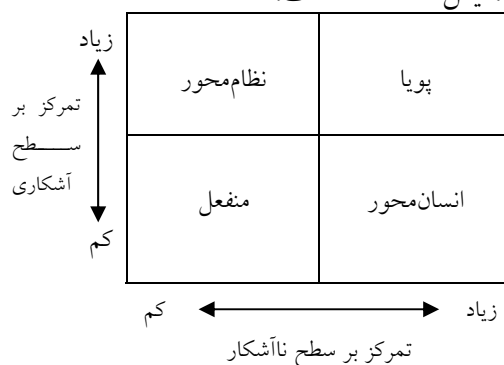 زیاد
پویا
نظام‌محور
تمرکز بر
سطح
آشکاری
انسان‌محور
منفعل
کم
زیاد
کم
تمرکز بر سطح ناآشکار